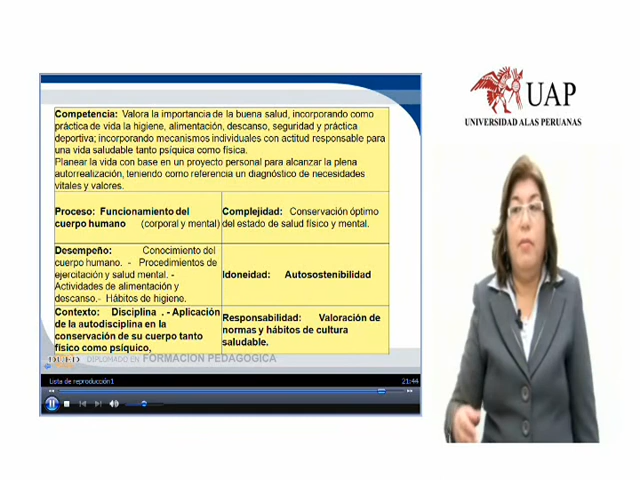 Competencia: Valora la importancia de la buena salud, incorporando como
práctica de vida la higiene, alimentación, descanso, seguridad y práctica
deportiva; incorporando mecanismos individuales con actitud responsable para
una vida saludable tanto psíquica como física.
Planear la vida con base en un proyecto personal para alcanzar la plena
autorrealización, teniendo como referencia un diagnóstico de necesidades
vitales y valores.
Proceso: Funcionamiento del
cuerpo humano (corporal y mental)
Complejidad: Conservación óptimo
del estado de salud físico y mental.
Desempeño: Conocimiento del
cuerpo humano. - Procedimientos de
ejercitación y salud mental. -
Actividades de alimentación y
descanso.- Hábitos de higiene.
Idoneidad: Autosostenibilidad
Contexto: Disciplina . - Aplicación
de la autodisciplina en la
conservación de su cuerpo tanto
físico como psíquico,
Responsabilidad: Valoración de
normas y hábitos de cultura
saludable.
DUED DIPLOMADO EN FORMACION PEDAGOGICA
Lista de reproducción1 21:44
UAP
UNIVERSIDAD ALAS PERUANAS